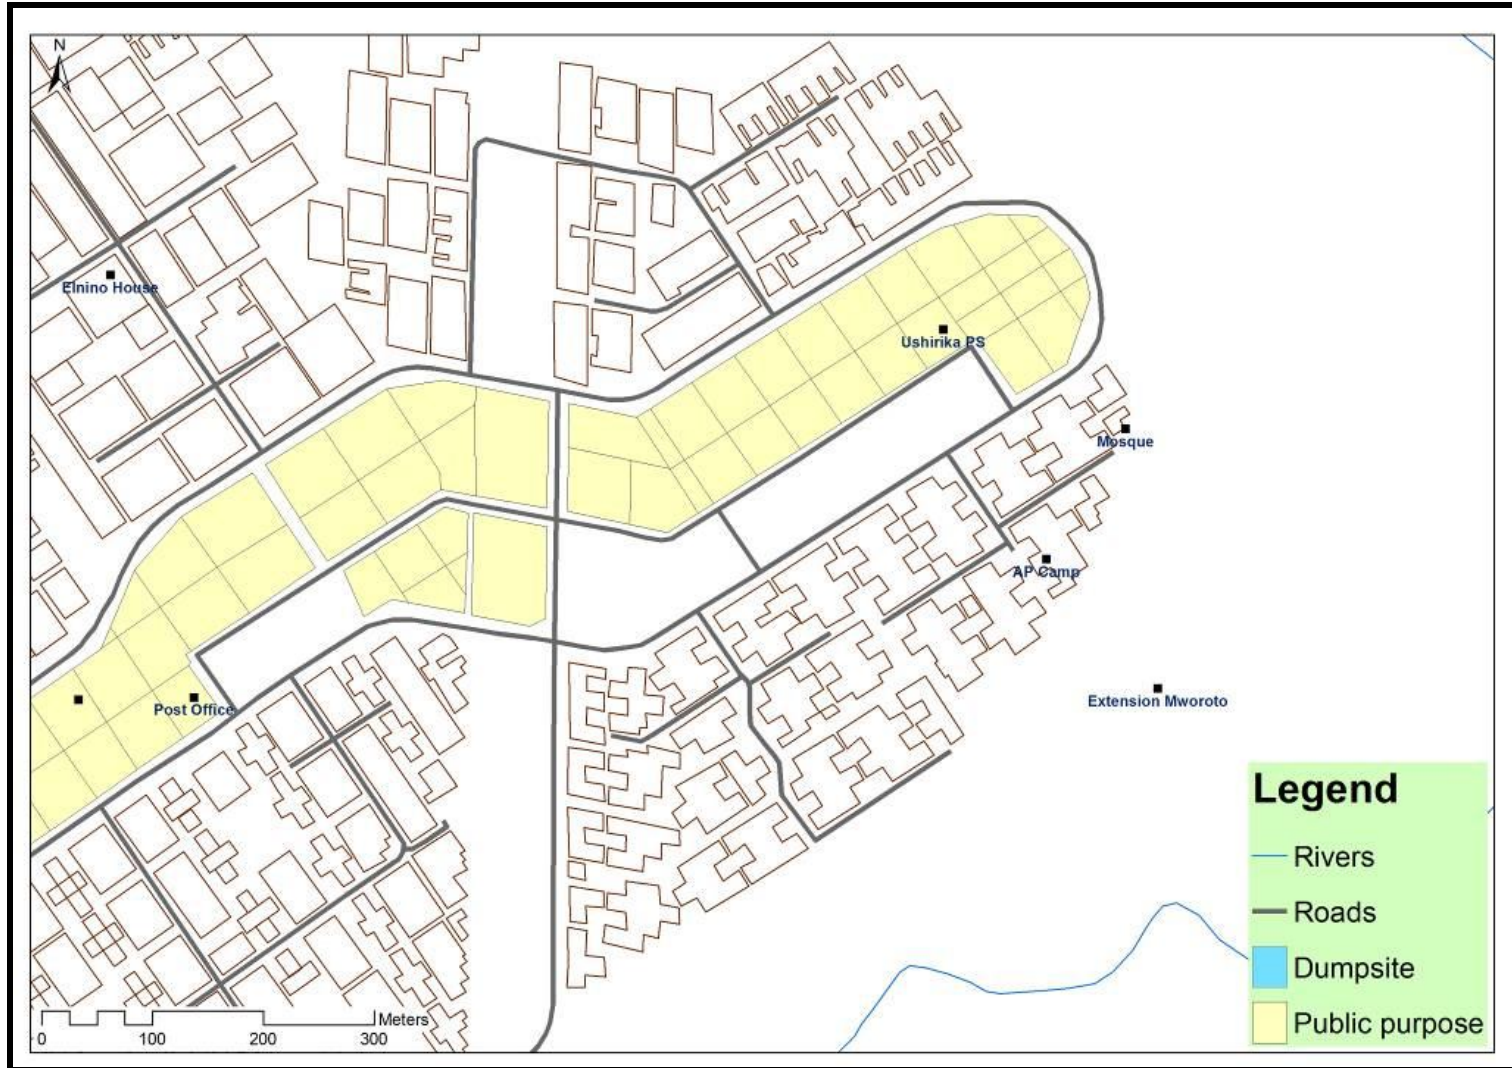 N
Elnino House
Ushirika PS
Mosque
AP Camp
Extension Mworoto
Post Office
Legend
Rivers
Roads
Dumpsite
Public purpose
Meters
0 100 200 300